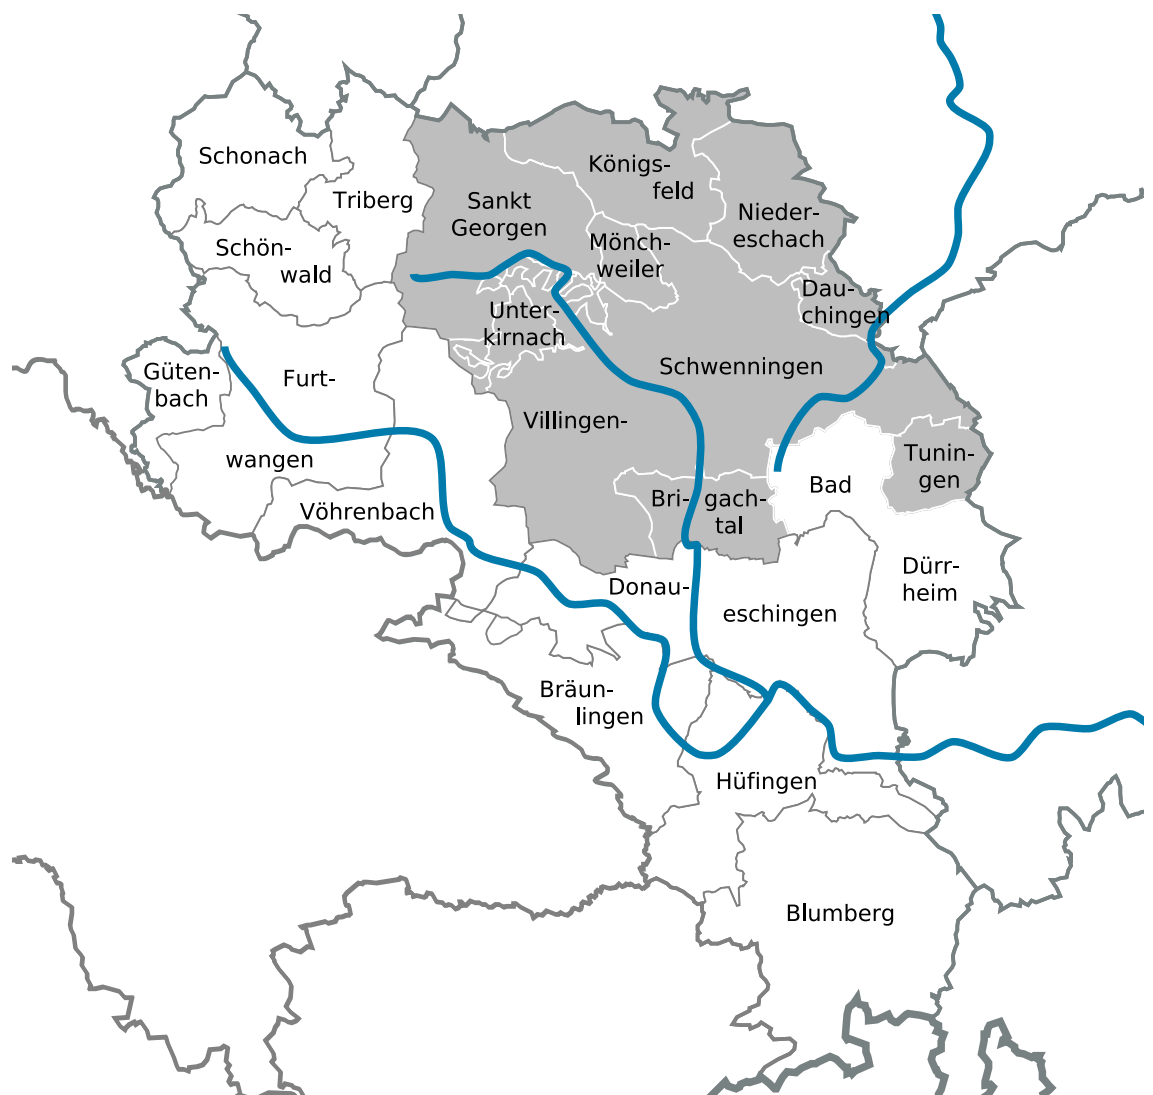 Schonach
Triberg
Schön-
wald
Sankt
Georgen
Königs-
feld
Nieder-
eschach
Mönch-
weiler
Dau-
chingen
Unter-
kirnach
Schwenningen
Villingen-
Güten-
bach
Furt-
wangen
Vöhrenbach
Bri-
gach-
tal
Bad
Dürr-
heim
Tunin-
gen
Donau-
eschingen
Bräun-
lingen
Hüfingen
Blumberg